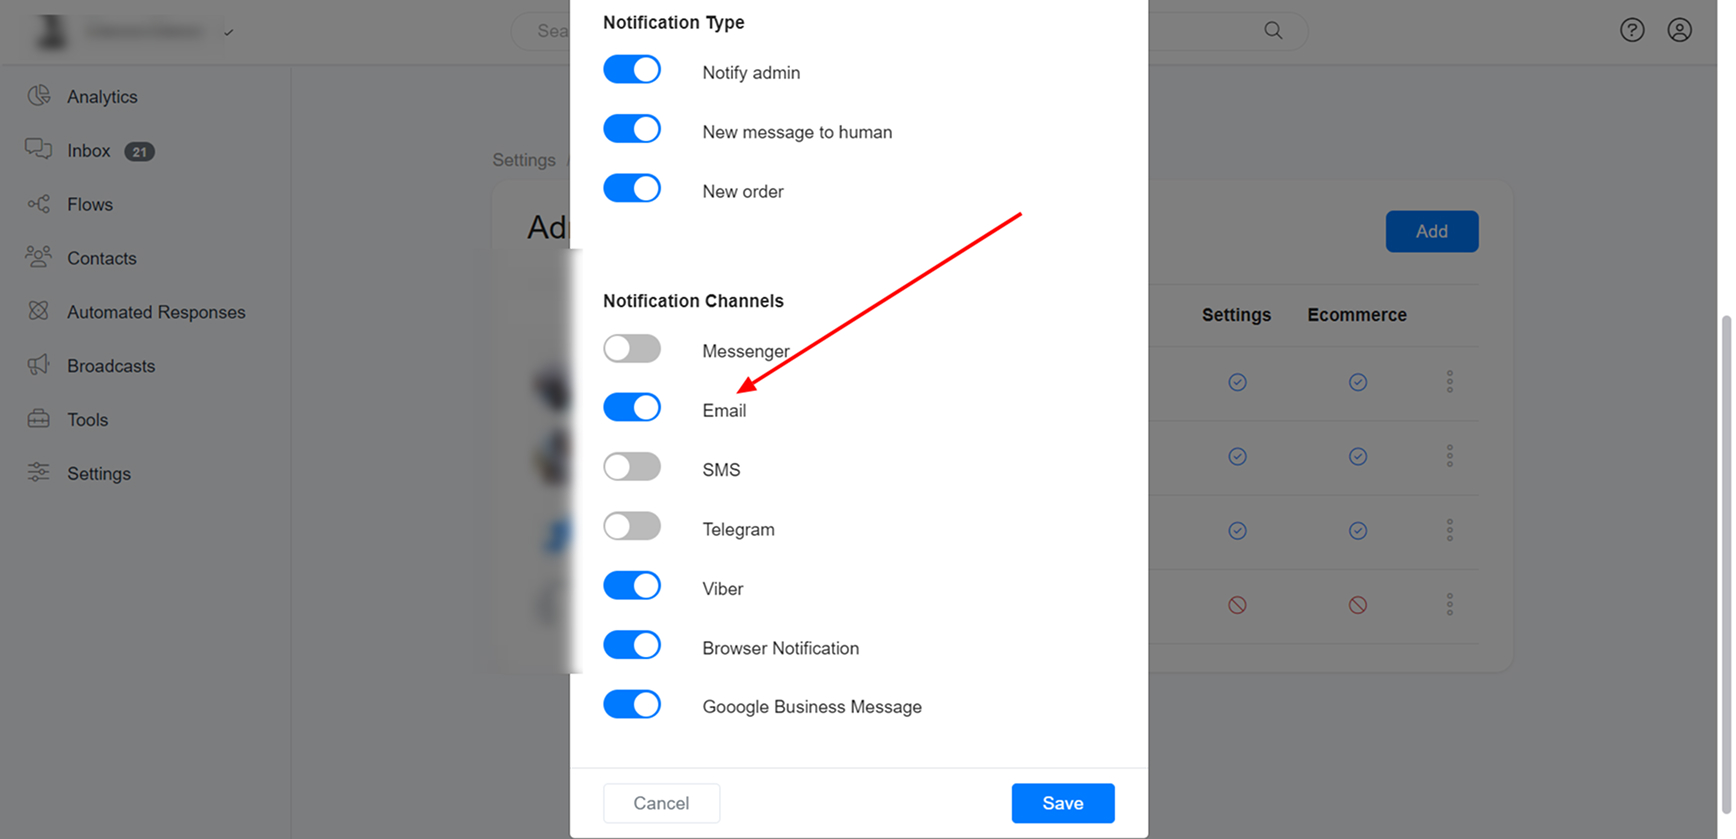 Sea
Analytics
Inbox 21
Flows
Contacts
Automated Responses
Broadcasts
Tools
Settings
Settings /
Ad
Add
Settings Ecommerce
Notification Type
Notify admin
New message to human
New order
Notification Channels
Messenger
Email
SMS
Telegram
Viber
Browser Notification
Gooogle Business Message
Cancel
Save